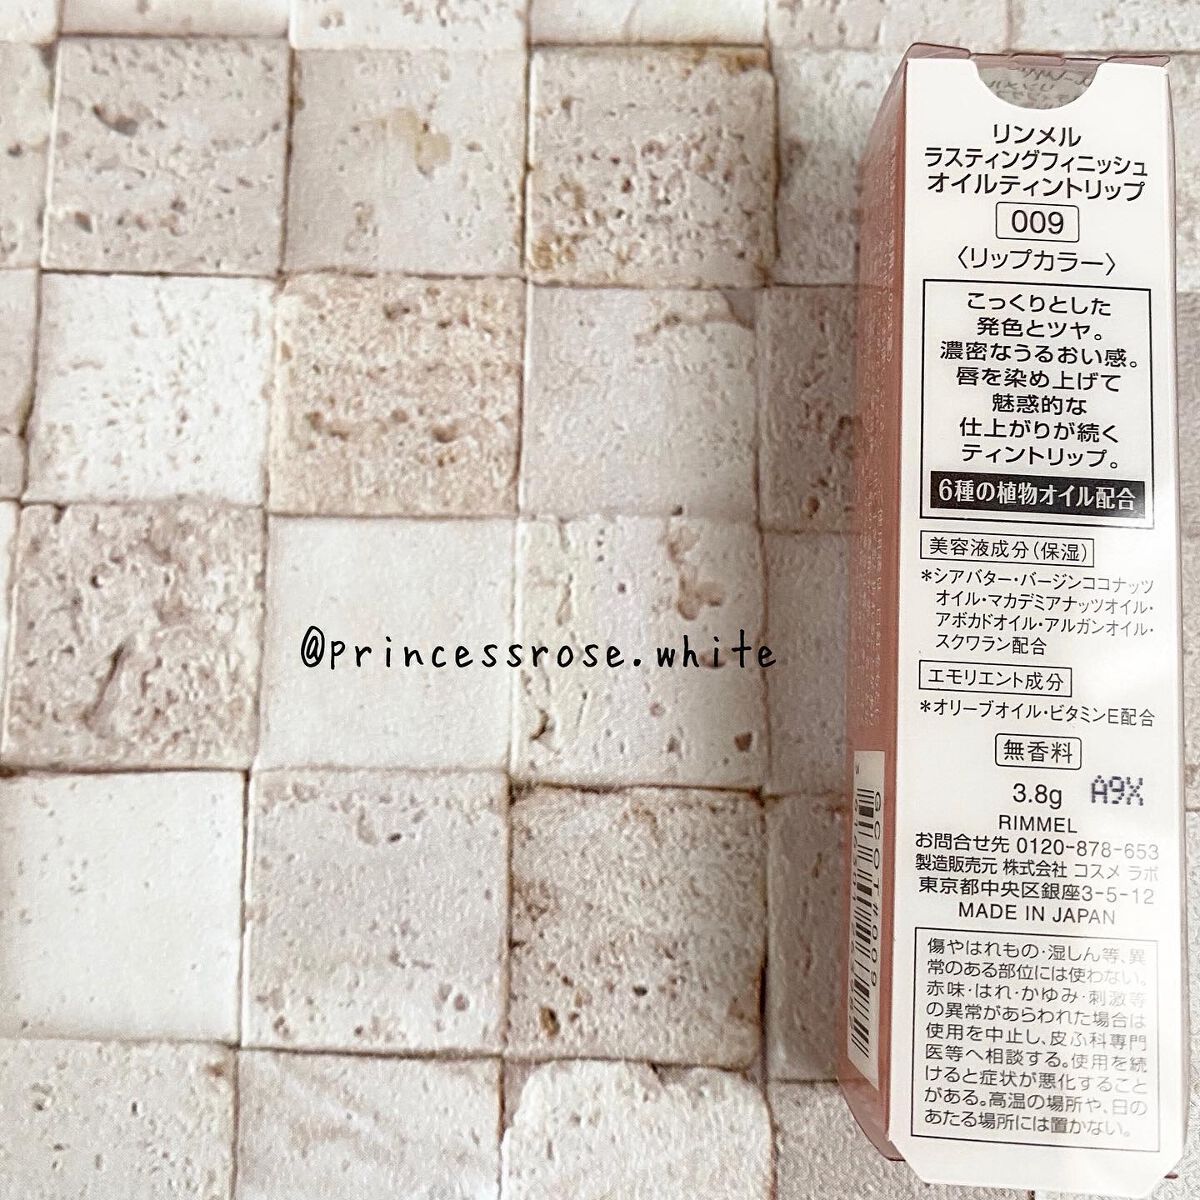 リンメル
ラスティングフィニッシュ
オイルティントリップ
009
〈リップカラー〉
こっくりとした
発色とツヤ。
濃密なうるおい感。
唇を染め上げて
魅惑的な
仕上がりが続く
ティントリップ。
6種の植物オイル配合
美容液成分(保湿)
*シアバター・バージンココナッツ
オイル・マカデミアナッツオイル・
アボカドオイル・アルガンオイル・
スクワラン配合
エモリエント成分
*オリーブオイル・ビタミンE配合
無香料
3.8g A9X
RIMMEL
お問合せ先 0120-878-653
製造販売元 株式会社 コスメ ラボ
東京都中央区銀座3-5-12
MADE IN JAPAN
傷やはれもの・湿しん等、異
常のある部位には使わない。
赤味・はれ・かゆみ・刺激等
の異常があらわれた場合は
使用を中止し、皮ふ科専門
医等へ相談する。使用を続
けると症状が悪化すること
がある。高温の場所や、日の
あたる場所には置かない。
GCOOT#009
@princessrose.white